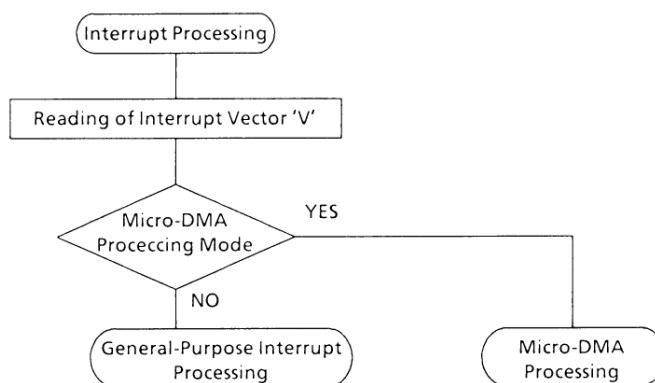 Interrupt Processing
Reading of Interrupt Vector 'V'
Micro-DMA
Proceccing Mode
YES
NO
General-Purpose Interrupt
Processing
Micro-DMA
Processing